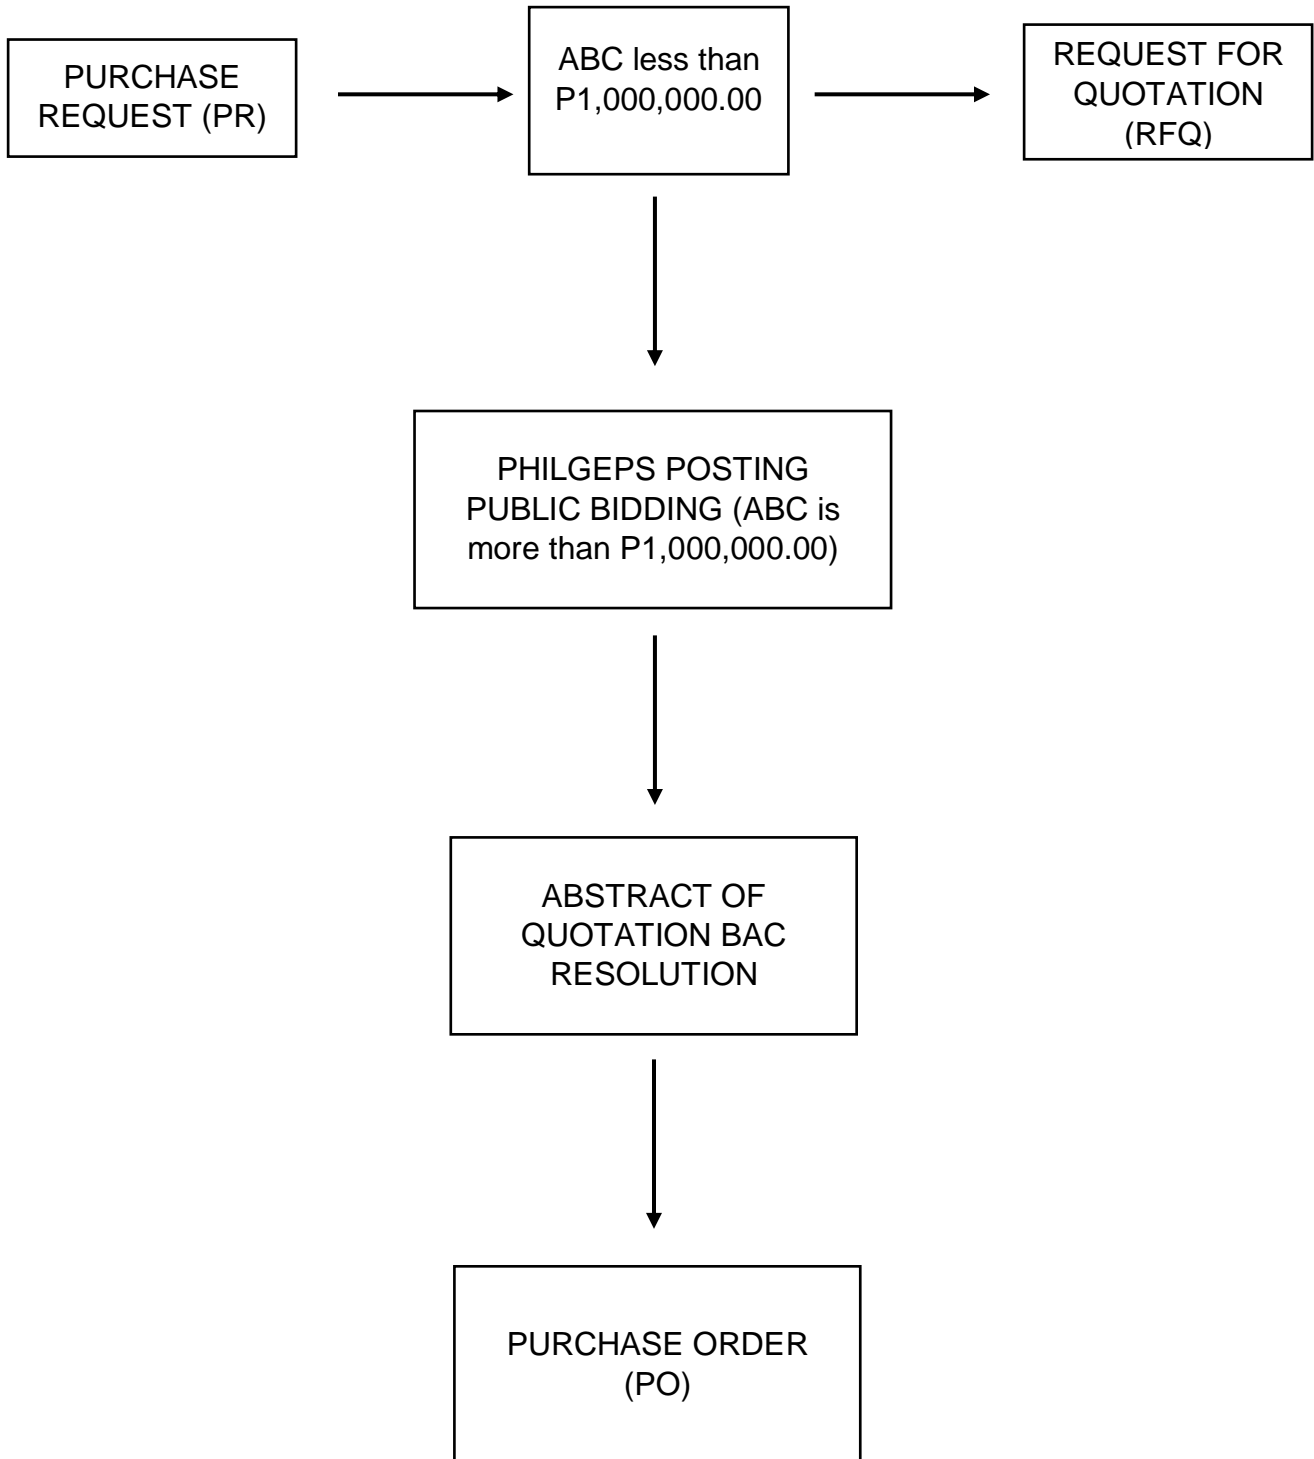 PURCHASE
REQUEST (PR)
ABC less than
P1,000,000.00
REQUEST FOR
QUOTATION
(RFQ)
PHILGEPS POSTING
PUBLIC BIDDING (ABC is
more than P1,000,000.00)
ABSTRACT OF
QUOTATION BAC
RESOLUTION
PURCHASE ORDER
(PO)